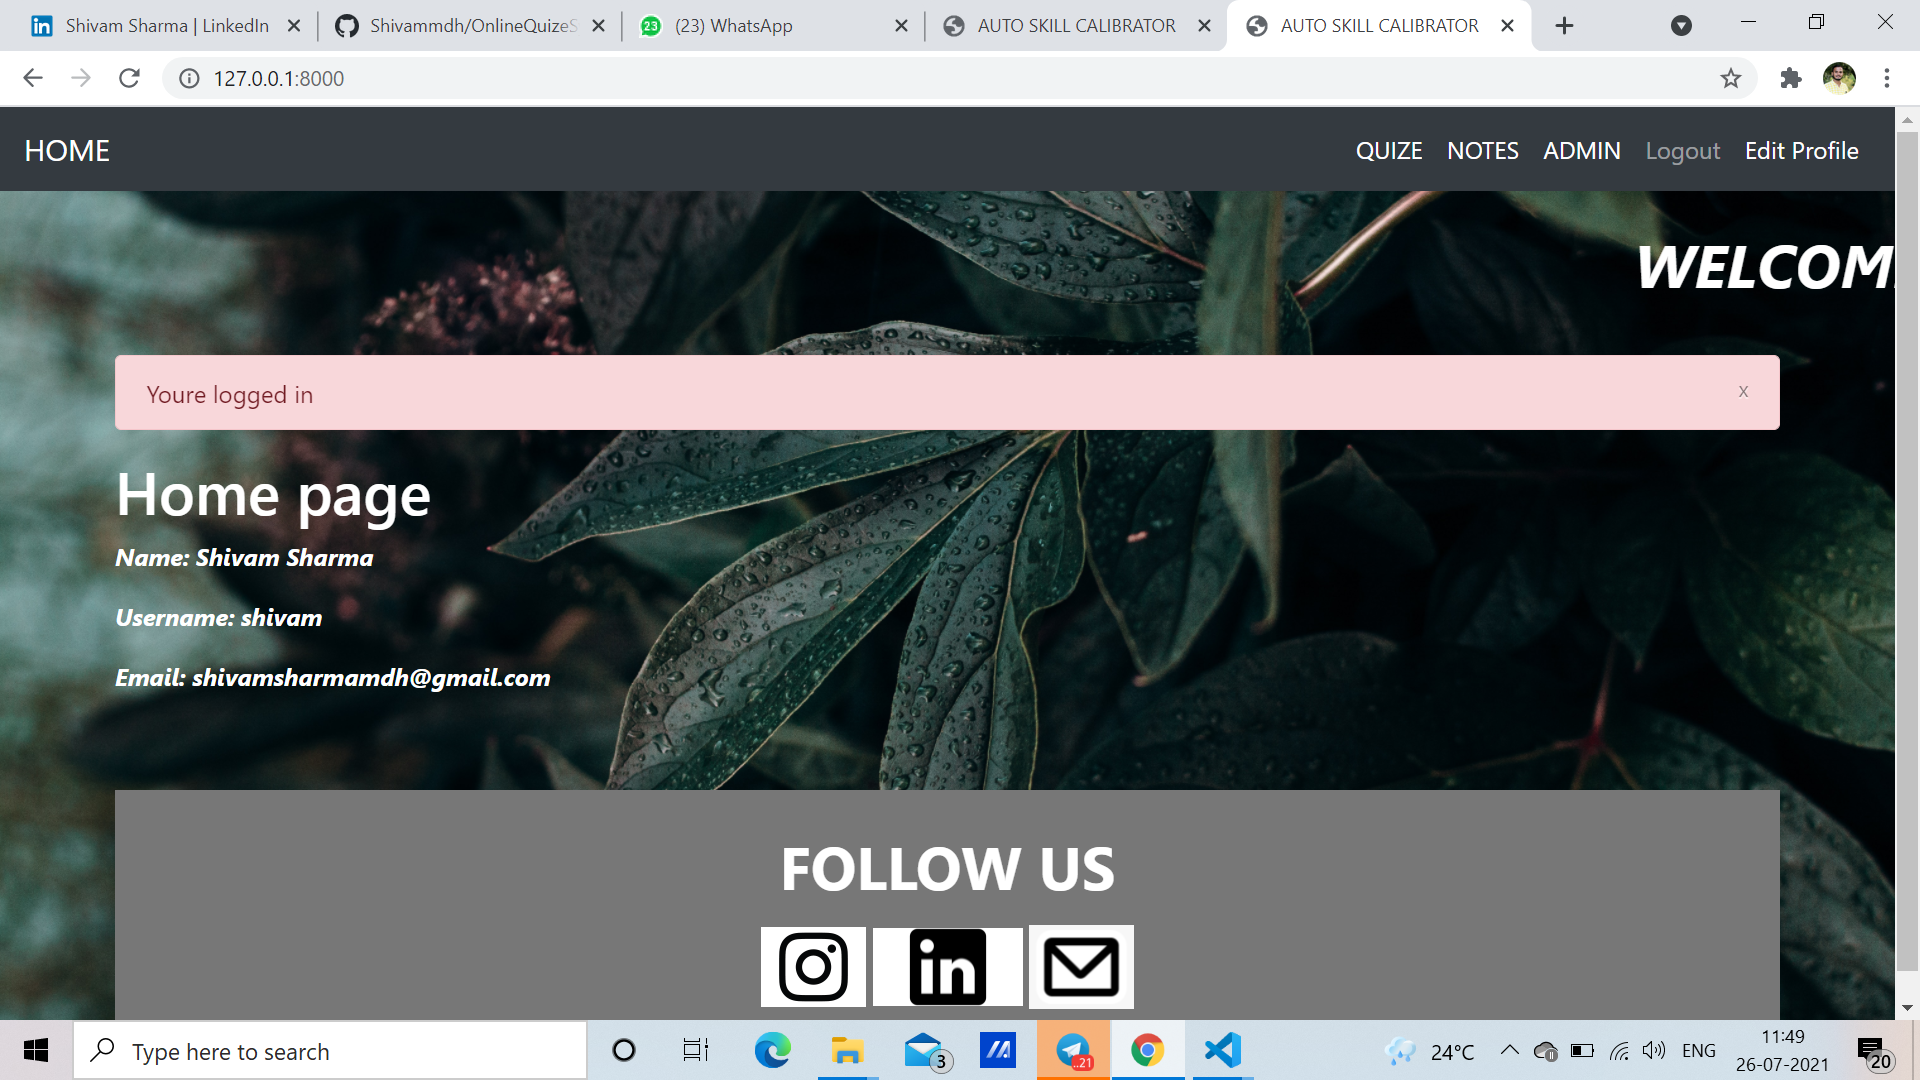 Shivam Sharma | LinkedIn
Shivammdh/OnlineQuizeS
23 (23) WhatsApp
AUTO SKILL CALIBRATOR
AUTO SKILL CALIBRATOR
127.0.0.1:8000
HOME
QUIZE NOTES ADMIN Logout Edit Profile
WELCOM
Youre logged in
x
Home page
Name: Shivam Sharma
Username: shivam
Email: shivamsharmamdh@gmail.com
FOLLOW US
in
Type here to search
3
..21
24°C
ENG
11:49
26-07-2021
20